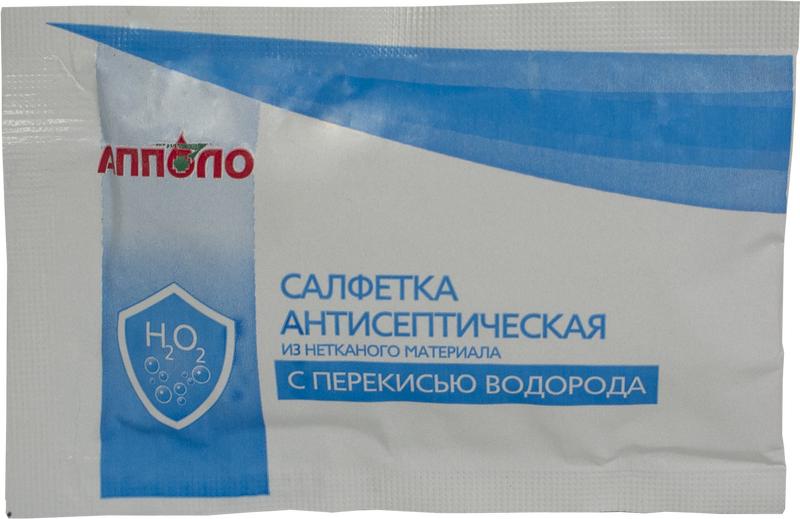 АППОЛО
H2O2
САЛФЕТКА
АНТИСЕПТИЧЕСКАЯ
ИЗ НЕТКАНОГО МАТЕРИАЛА
С ПЕРЕКИСЬЮ ВОДОРОДА